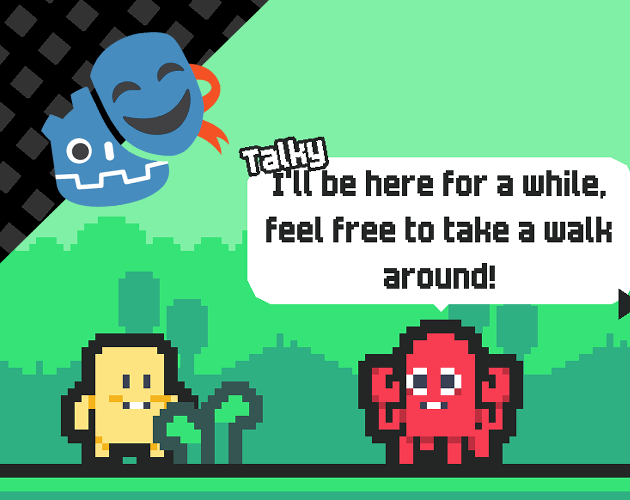 Talky
I'll be here for a while,
feel free to take a walk
around!